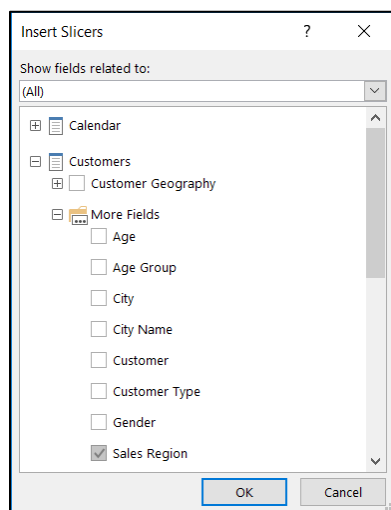 Insert Slicers
?
Show fields related to:
(All)
Calendar
Customers
Customer Geography
More Fields
Age
Age Group
City
City Name
Customer
Customer Type
Gender
Sales Region
OK
Cancel